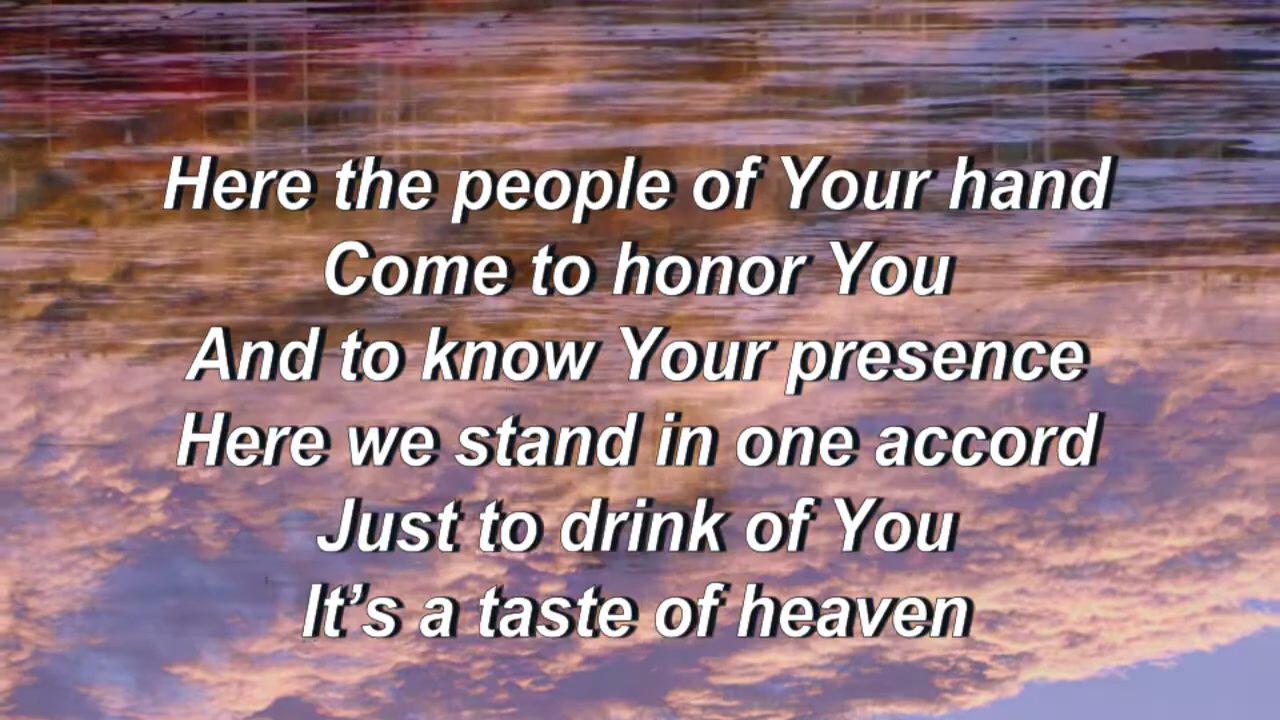 Here the people of Your hand
Come to honor You
And to know Your presence
Here we stand in one accord
Just to drink of You
It’s a taste of heaven